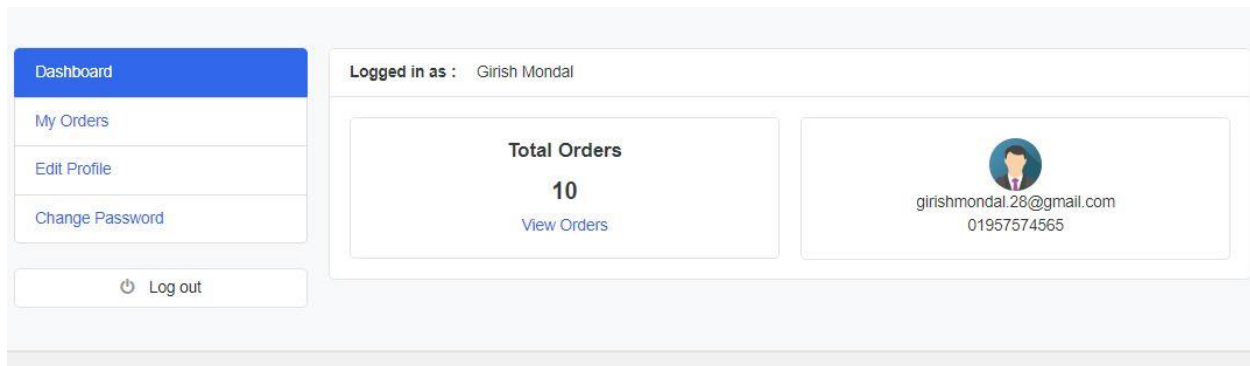 Dashboard
My Orders
Edit Profile
Change Password
Log out
Logged in as : Girish Mondal
Total Orders
10
View Orders
girishmondal.28@gmail.com
01957574565